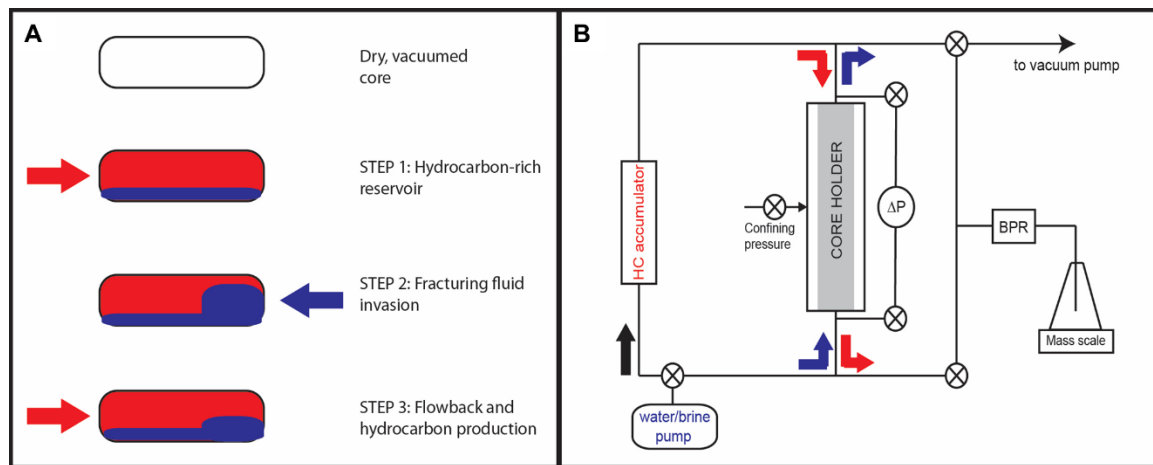 A
Dry, vacuumed
core
STEP 1: Hydrocarbon-rich
reservoir
STEP 2: Fracturing fluid
invasion
STEP 3: Flowback and
hydrocarbon production
B
to vacuum pump
HC accumulator
Confining
pressure
CORE HOLDER
ΔP
BPR
Mass scale
water/brine
pump